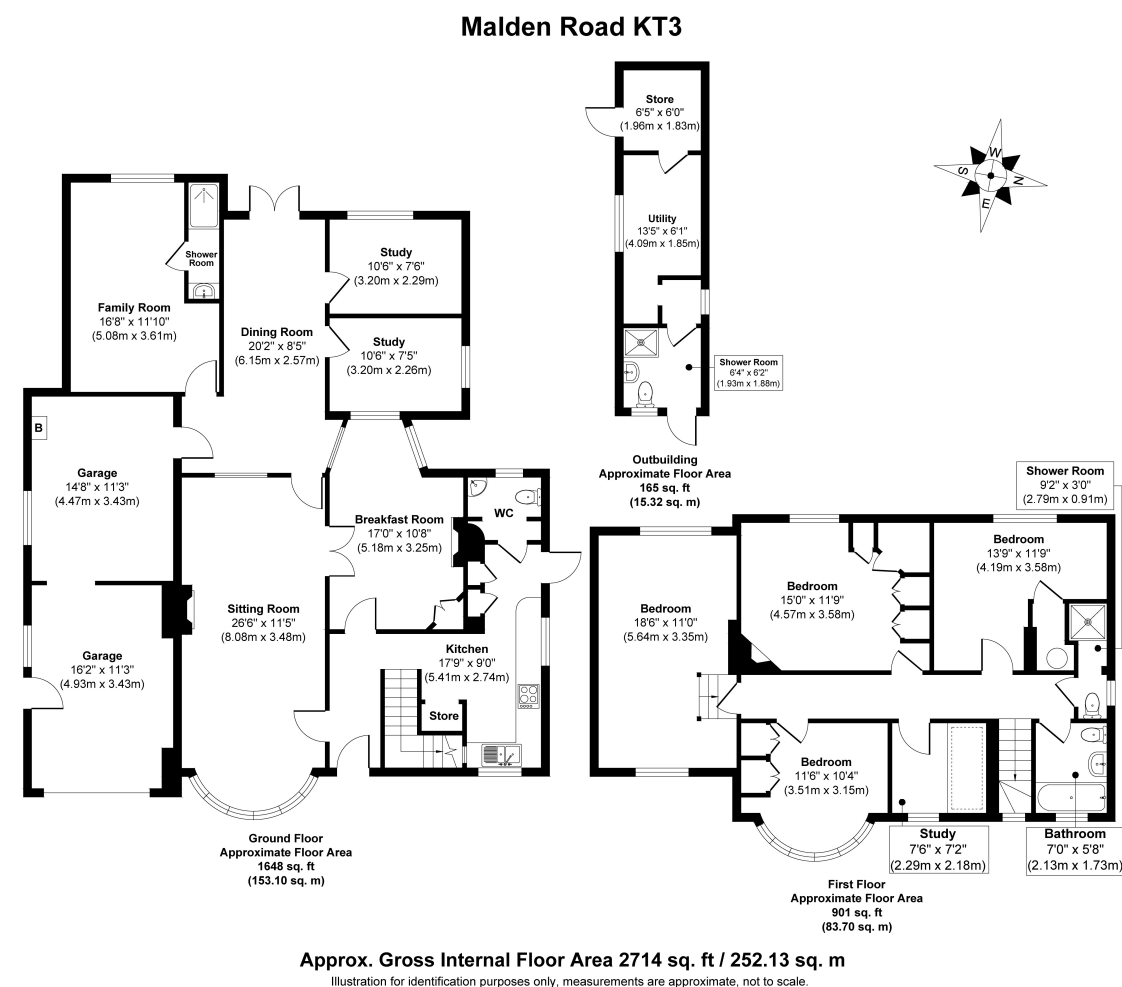 Malden Road KT3
Store
6'5" x 6'0"
(1.96m x 1.83m)
Utility
13'5" x 6'1"
(4.09m x 1.85m)
Shower Room
6'4" x 6'2"
(1.93m x 1.88m)
Outbuilding
Approximate Floor Area
165 sq. ft
(15.32 sq. m)
W
N
S
E
Shower
Room
Family Room
16'8" x 11'10"
(5.08m x 3.61m)
Study
10'6" x 7'6"
(3.20m x 2.29m)
Dining Room
20'2" x 8'5"
(6.15m x 2.57m)
Study
10'6" x 7'5"
(3.20m x 2.26m)
B
Garage
14'8" x 11'3"
(4.47m x 3.43m)
WC
Breakfast Room
17'0" x 10'8"
(5.18m x 3.25m)
Sitting Room
26'6" x 11'5"
(8.08m x 3.48m)
Garage
16'2" x 11'3"
(4.93m x 3.43m)
Kitchen
17'9" x 9'0"
(5.41m x 2.74m)
Store
Ground Floor
Approximate Floor Area
1648 sq. ft
(153.10 sq. m)
Shower Room
9'2" x 3'0"
(2.79m x 0.91m)
Bedroom
13'9" x 11'9"
(4.19m x 3.58m)
Bedroom
15'0" x 11'9"
(4.57m x 3.58m)
Bedroom
18'6" x 11'0"
(5.64m x 3.35m)
Bedroom
11'6" x 10'4"
(3.51m x 3.15m)
Study
7'6" x 7'2"
(2.29m x 2.18m)
Bathroom
7'0" x 5'8"
(2.13m x 1.73m)
First Floor
Approximate Floor Area
901 sq. ft
(83.70 sq. m)
Approx. Gross Internal Floor Area 2714 sq. ft / 252.13 sq. m
Illustration for identification purposes only, measurements are approximate, not to scale.